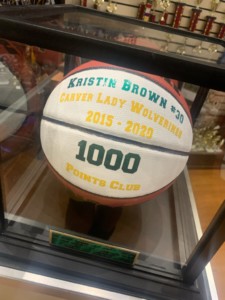 Kristin Brown #30
Carver Lady Wolverines
2015 - 2020
1000
Points Club